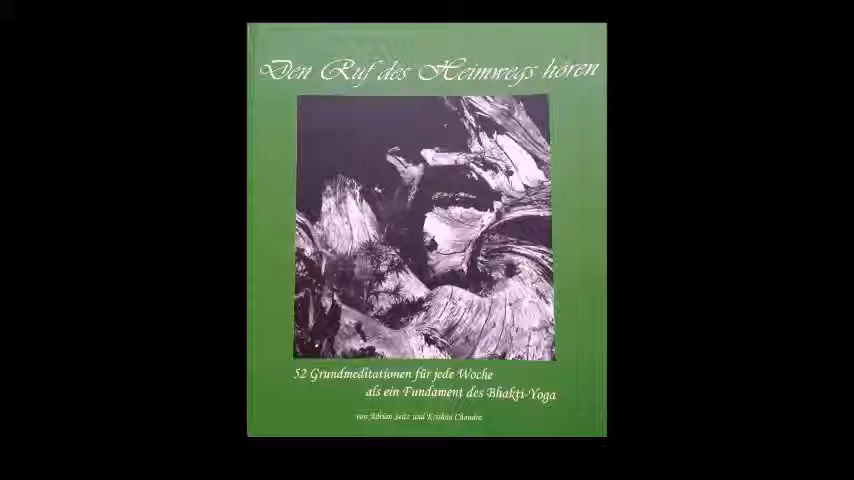 Den Ruf des Heimwegs hören
52 Grundmeditationen für jede Woche
als ein Fundament des Bhakti-Yoga
von Adrian Seitz und Krishna Chandra